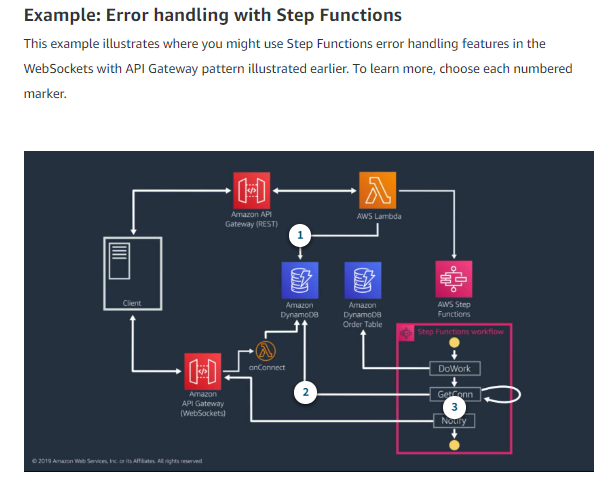 Example: Error handling with Step Functions
This example illustrates where you might use Step Functions error handling features in the
WebSockets with API Gateway pattern illustrated earlier. To learn more, choose each numbered
marker.
Amazon API
Gateway (REST)
AWS Lambda
1
Client
Amazon
DynamoDB
Amazon
DynamoDB
Order Table
AWS Step
Functions
Step Functions workflow
onConnect
DoWork
Amazon
API Gateway
(WebSockets)
2
GetConn
3
Notify
© 2019 Amazon Web Services, Inc. or its Affiliates. All rights reserved.